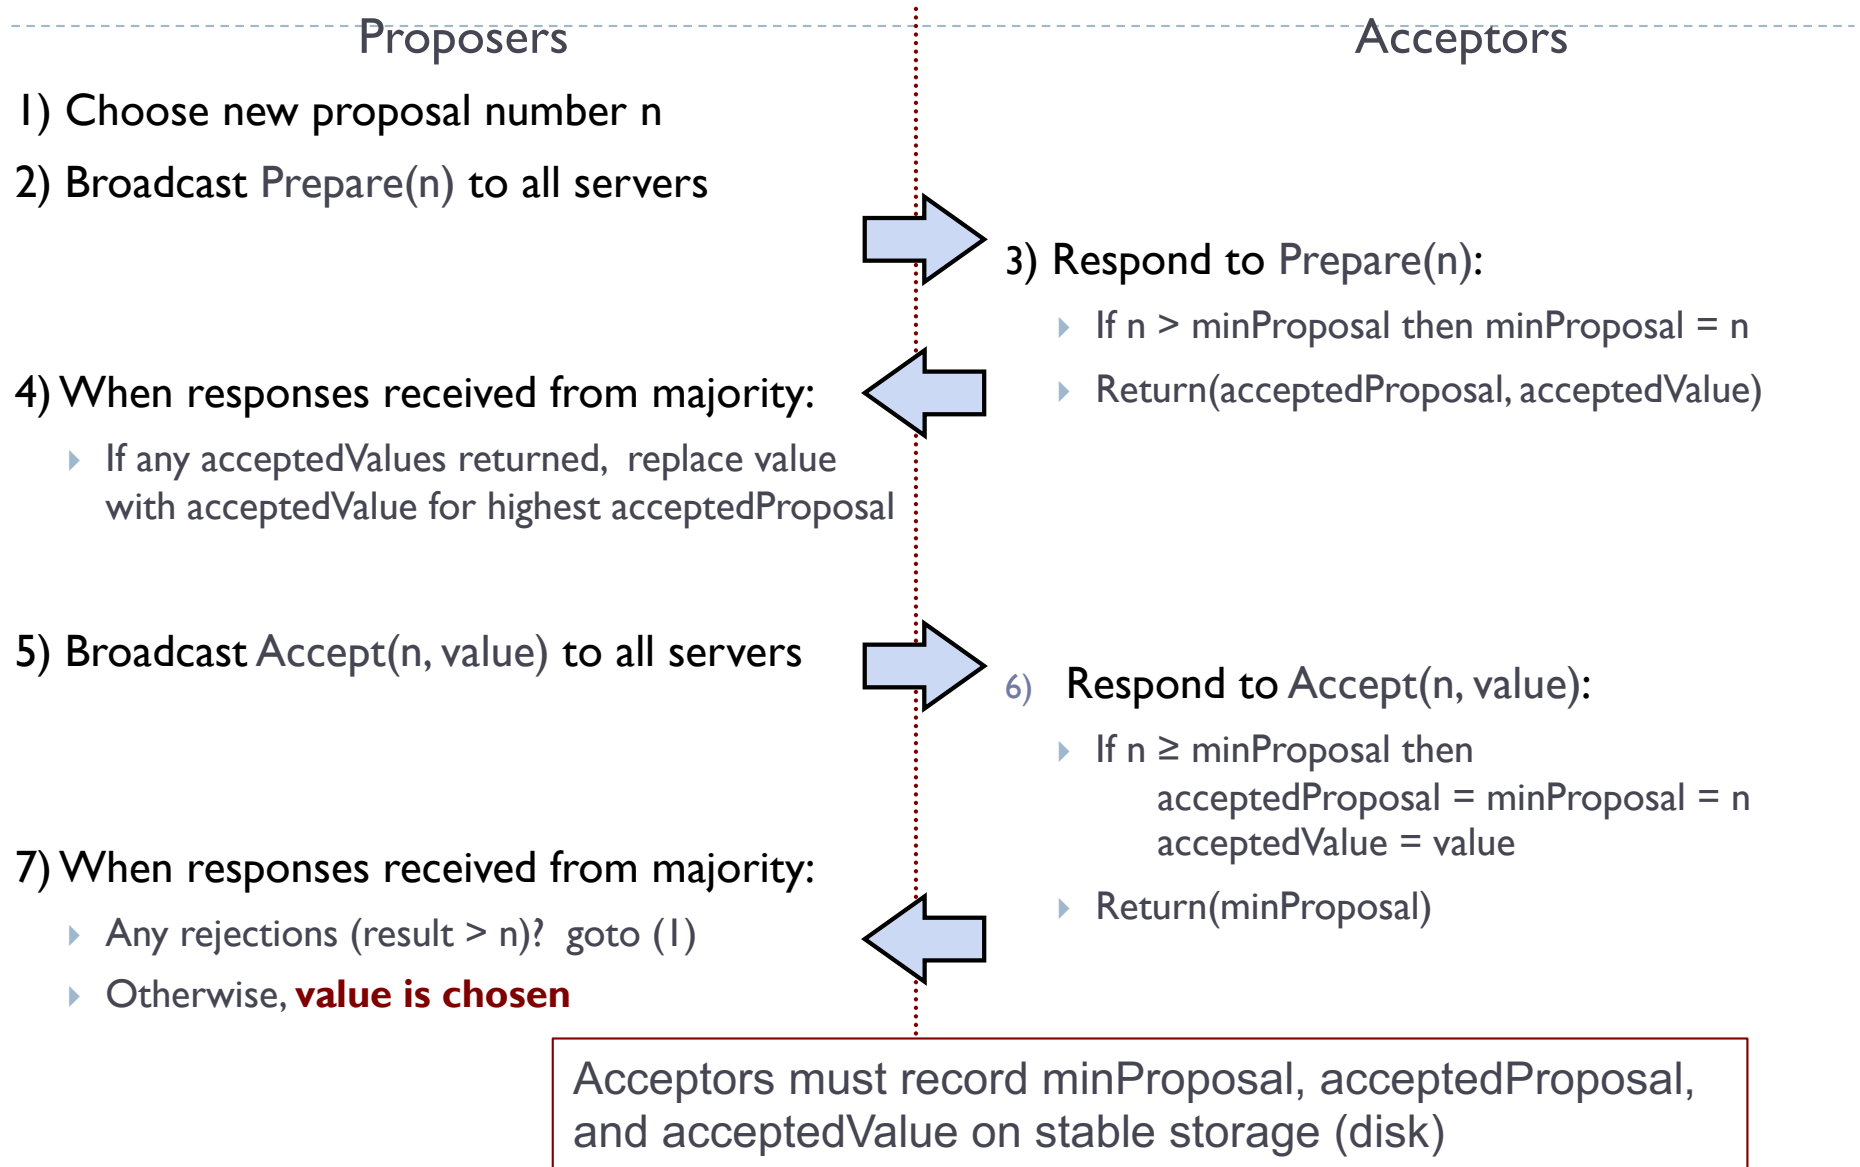 Proposers
Acceptors
1) Choose new proposal number n
2) Broadcast Prepare(n) to all servers
3) Respond to Prepare(n):
If n > minProposal then minProposal = n
Return(acceptedProposal, acceptedValue)
4) When responses received from majority:
If any acceptedValues returned, replace value
with acceptedValue for highest acceptedProposal
5) Broadcast Accept(n, value) to all servers
6) Respond to Accept(n, value):
If n ≥ minProposal then
acceptedProposal = minProposal = n
acceptedValue = value
Return(minProposal)
7) When responses received from majority:
Any rejections (result > n)? goto (1)
Otherwise, value is chosen
Acceptors must record minProposal, acceptedProposal,
and acceptedValue on stable storage (disk)